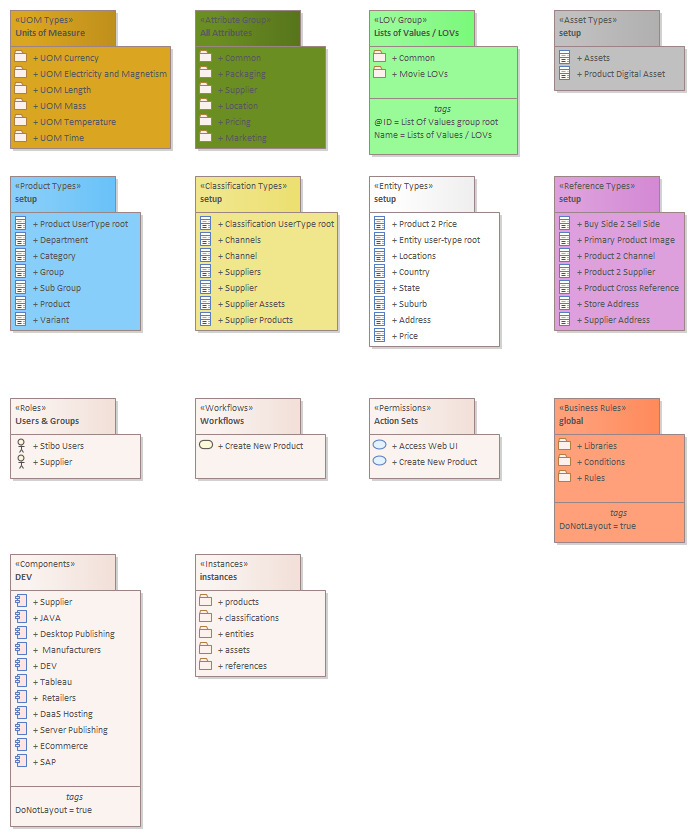 «UOM Types»
Units of Measure
+ UOM Currency
+ UOM Electricity and Magnetism
+ UOM Length
+ UOM Mass
+ UOM Temperature
+ UOM Time
«Attribute Group»
All Attributes
+ Common
+ Packaging
+ Supplier
+ Location
+ Pricing
+ Marketing
«LOV Group»
Lists of Values / LOVs
+ Common
+ Movie LOVs
tags
@ID = List Of Values group root
Name = Lists of Values / LOVs
«Asset Types»
setup
+ Assets
+ Product Digital Asset
«Product Types»
setup
+ Product UserType root
+ Department
+ Category
+ Group
+ Sub Group
+ Product
+ Variant
«Classification Types»
setup
+ Classification UserType root
+ Channels
+ Channel
+ Suppliers
+ Supplier
+ Supplier Assets
+ Supplier Products
«Entity Types»
setup
+ Product 2 Price
+ Entity user-type root
+ Locations
+ Country
+ State
+ Suburb
+ Address
+ Price
«Reference Types»
setup
+ Buy Side 2 Sell Side
+ Primary Product Image
+ Product 2 Channel
+ Product 2 Supplier
+ Product Cross Reference
+ Store Address
+ Supplier Address
«Roles»
Users & Groups
+ Stibo Users
+ Supplier
«Workflows»
Workflows
+ Create New Product
«Permissions»
Action Sets
+ Access Web UI
+ Create New Product
«Business Rules»
global
+ Libraries
+ Conditions
+ Rules
tags
DoNotLayout = true
«Components»
DEV
+ Supplier
+ JAVA
+ Desktop Publishing
+ Manufacturers
+ DEV
+ Tableau
+ Retailers
+ DaaS Hosting
+ Server Publishing
+ ECommerce
+ SAP
tags
DoNotLayout = true
«Instances»
instances
+ products
+ classifications
+ entities
+ assets
+ references